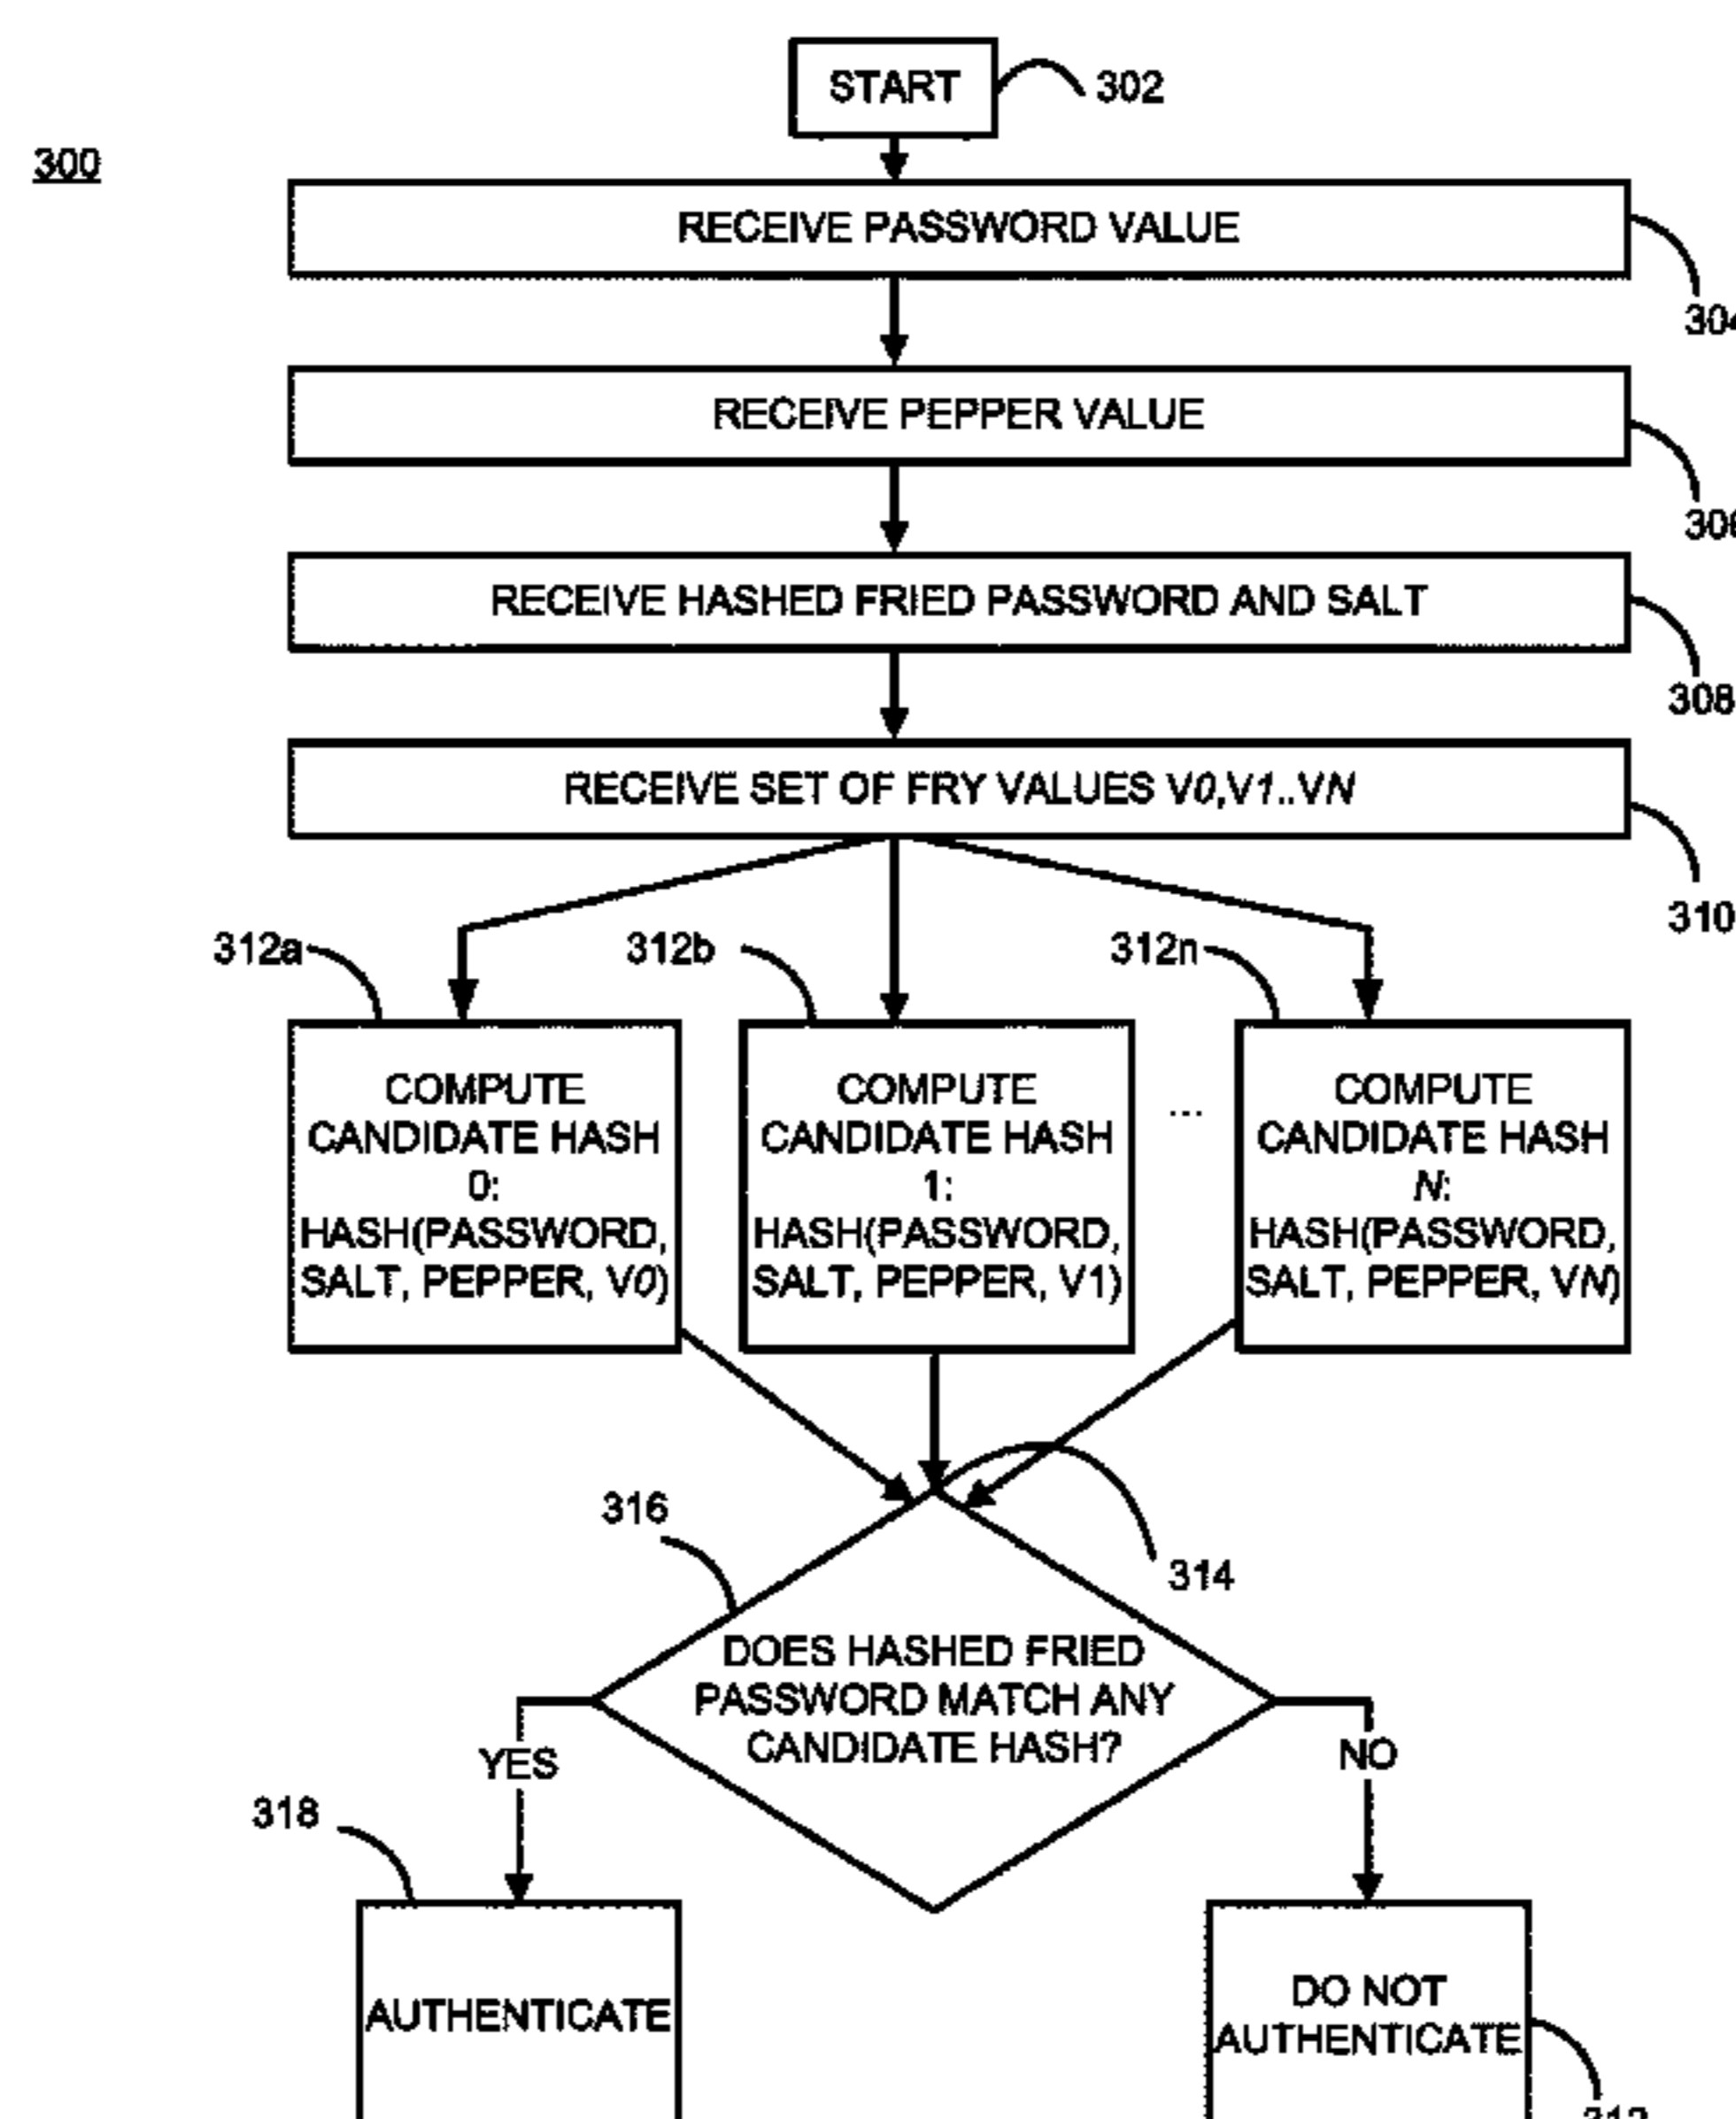 START
302
300
RECEIVE PASSWORD VALUE
304
RECEIVE PEPPER VALUE
306
RECEIVE HASHED FRIED PASSWORD AND SALT
308
RECEIVE SET OF FRY VALUES V0,V1..VN
310
312a
312b
312n
COMPUTE
CANDIDATE HASH
0:
HASH(PASSWORD,
SALT, PEPPER, V0)
COMPUTE
CANDIDATE HASH
1:
HASH(PASSWORD,
SALT, PEPPER, V1)
...
COMPUTE
CANDIDATE HASH
N:
HASH(PASSWORD,
SALT, PEPPER, VN)
316
314
DOES HASHED FRIED
PASSWORD MATCH ANY
CANDIDATE HASH?
YES
NO
318
AUTHENTICATE
DO NOT
AUTHENTICATE